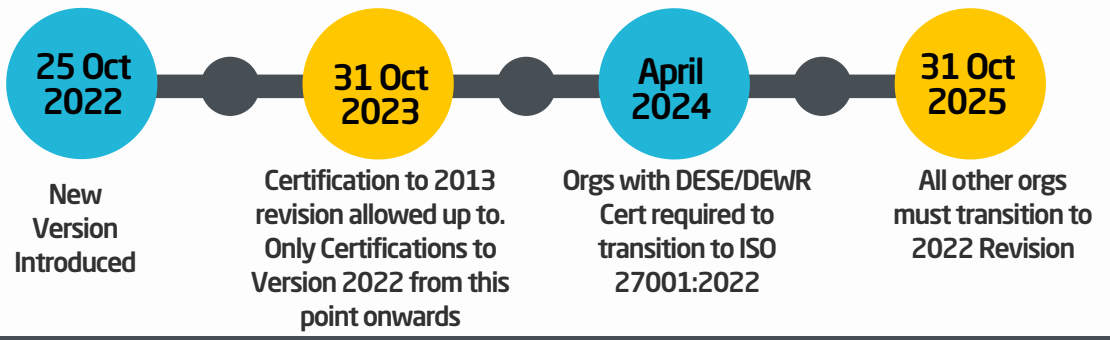 25 Oct
2022
New
Version
Introduced
31 Oct
2023
Certification to 2013
revision allowed up to.
Only Certifications to
Version 2022 from this
point onwards
April
2024
Orgs with DESE/DEWR
Cert required to
transition to ISO
27001:2022
31 Oct
2025
All other orgs
must transition to
2022 Revision